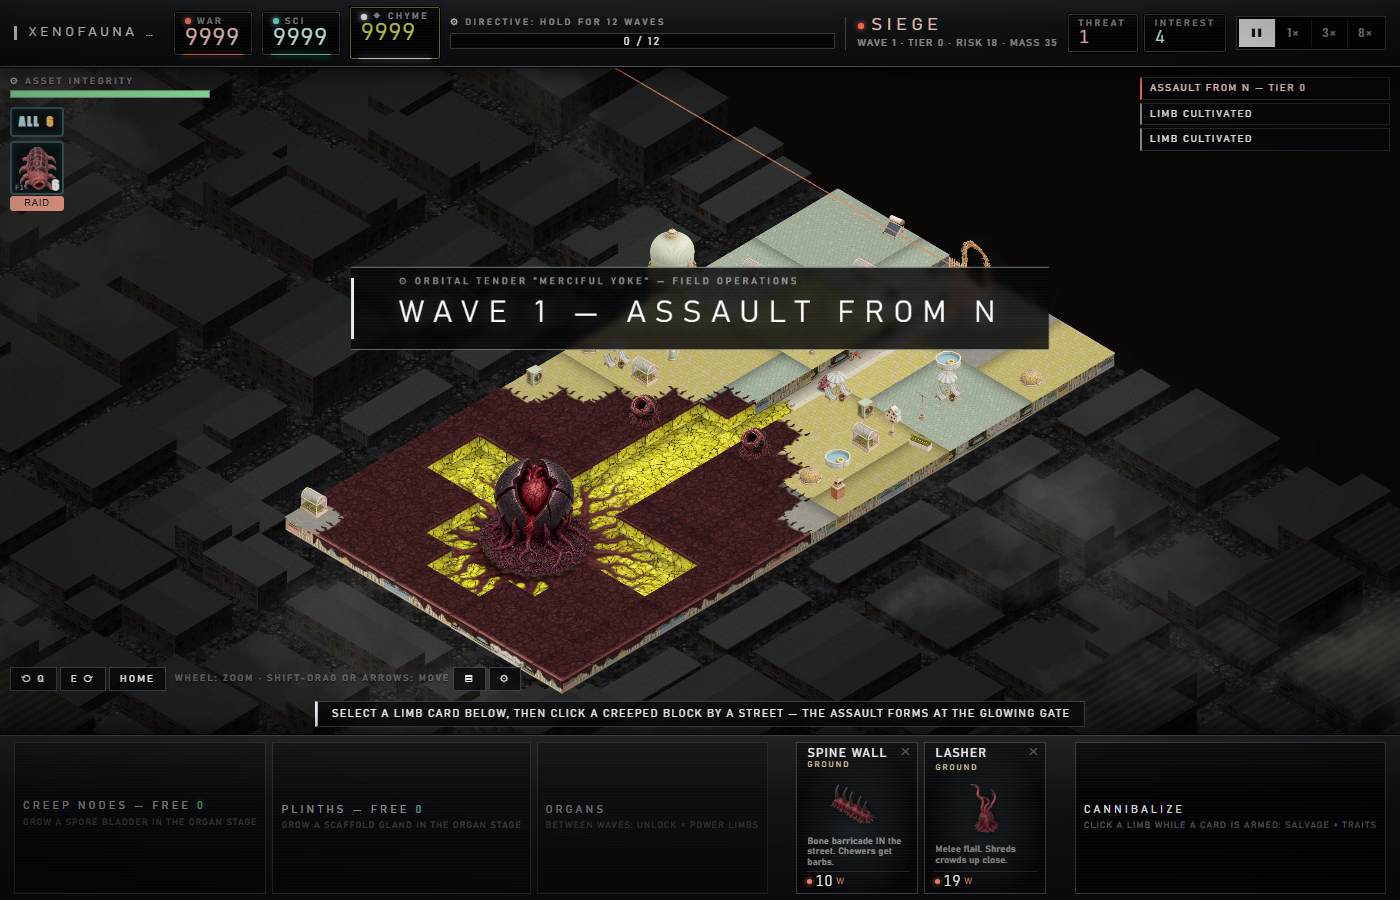 XENOFAUNA …
WAR
9999
SCI
9999
CHYME
9999
DIRECTIVE: HOLD FOR 12 WAVES
0 / 12
SIEGE
WAVE 1 · TIER 0 · RISK 18 · MASS 35
THREAT
1
INTEREST
4
1×
3×
8×
ASSET INTEGRITY
ALL 6
F1
6
RAID
ASSAULT FROM N — TIER 0
LIMB CULTIVATED
LIMB CULTIVATED
ORBITAL TENDER "MERCIFUL YOKE" — FIELD OPERATIONS
WAVE 1 — ASSAULT FROM N
Q
E
HOME
WHEEL: ZOOM · SHIFT-DRAG OR ARROWS: MOVE
SELECT A LIMB CARD BELOW, THEN CLICK A CREEPED BLOCK BY A STREET — THE ASSAULT FORMS AT THE GLOWING GATE
CREEP NODES — FREE 0
GROW A SPORE BLADDER IN THE ORGAN STAGE
PLINTHS — FREE 0
GROW A SCAFFOLD GLAND IN THE ORGAN STAGE
ORGANS
BETWEEN WAVES: UNLOCK + POWER LIMBS
SPINE WALL
GROUND
Bone barricade IN the
street. Chewers get
barbs.
10 W
LASHER
GROUND
Melee flail. Shreds
crowds up close.
19 W
CANNIBALIZE
CLICK A LIMB WHILE A CARD IS ARMED: SALVAGE + TRAITS